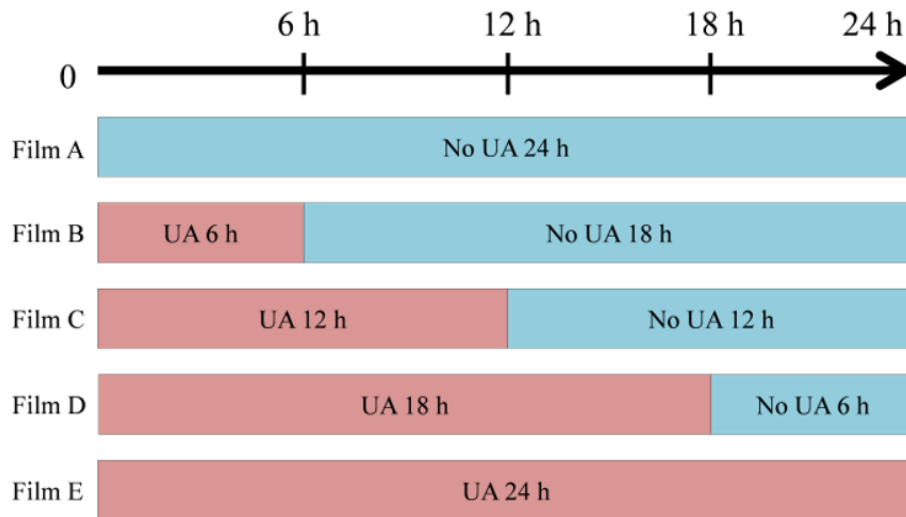 6 h 12 h 18 h 24 h
0
Film A No UA 24 h
Film B UA 6 h No UA 18 h
Film C UA 12 h No UA 12 h
Film D UA 18 h No UA 6 h
Film E UA 24 h